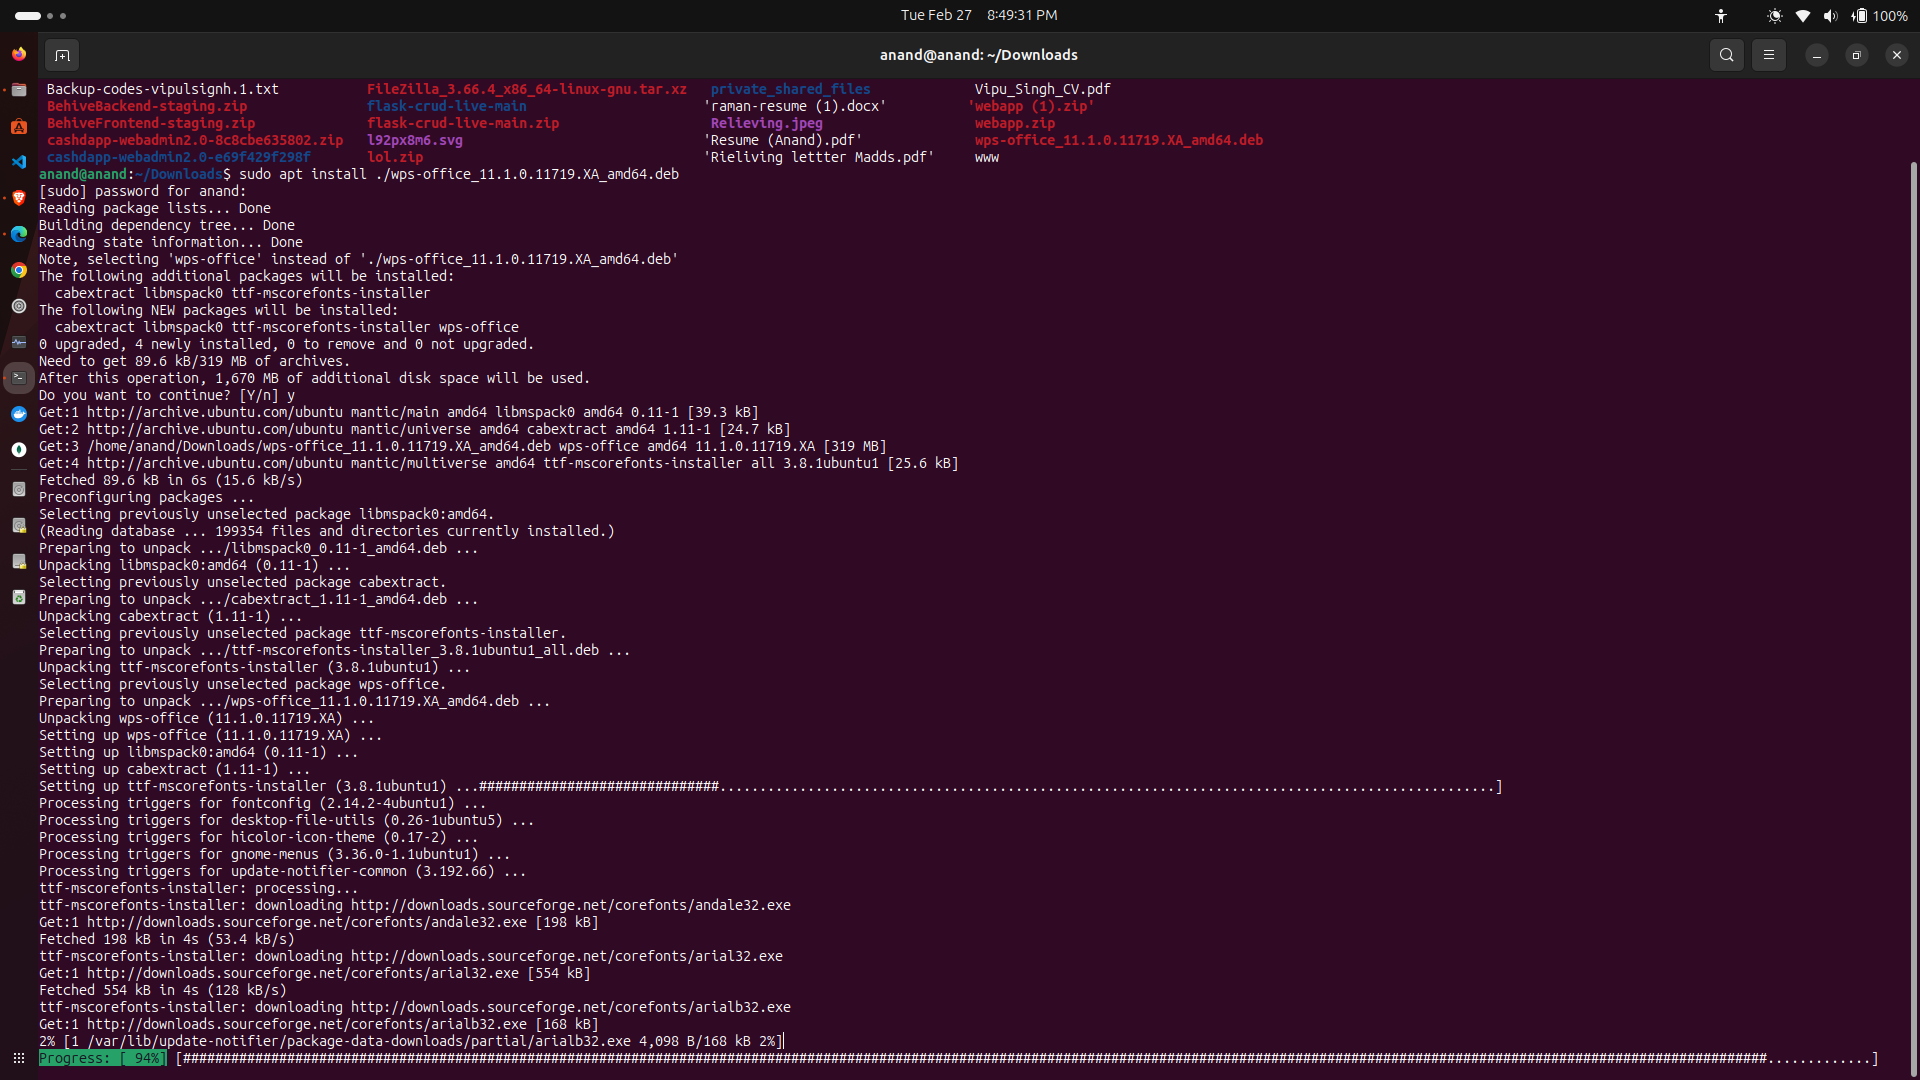 Tue Feb 27 8:49:31 PM
100%
anand@anand: ~/Downloads
Backup-codes-vipulsignh.1.txt FileZilla_3.66.4_x86_64-linux-gnu.tar.xz private_shared_files Vipu_Singh_CV.pdf
BehiveBackend-staging.zip flask-crud-live-main 'raman-resume (1).docx' 'webapp (1).zip'
BehiveFrontend-staging.zip flask-crud-live-main.zip Relieving.jpeg webapp.zip
cashdapp-webadmin2.0-8c8cbe635802.zip l92px8m6.svg 'Resume (Anand).pdf' wps-office_11.1.0.11719.XA_amd64.deb
cashdapp-webadmin2.0-e69f429f298f lol.zip 'Rieliving lettter Madds.pdf' www
anand@anand:~/Downloads$ sudo apt install ./wps-office_11.1.0.11719.XA_amd64.deb
[sudo] password for anand:
Reading package lists... Done
Building dependency tree... Done
Reading state information... Done
Note, selecting 'wps-office' instead of './wps-office_11.1.0.11719.XA_amd64.deb'
The following additional packages will be installed:
cabextract libmspack0 ttf-mscorefonts-installer
The following NEW packages will be installed:
cabextract libmspack0 ttf-mscorefonts-installer wps-office
0 upgraded, 4 newly installed, 0 to remove and 0 not upgraded.
Need to get 89.6 kB/319 MB of archives.
After this operation, 1,670 MB of additional disk space will be used.
Do you want to continue? [Y/n] y
Get:1 http://archive.ubuntu.com/ubuntu mantic/main amd64 libmspack0 amd64 0.11-1 [39.3 kB]
Get:2 http://archive.ubuntu.com/ubuntu mantic/universe amd64 cabextract amd64 1.11-1 [24.7 kB]
Get:3 /home/anand/Downloads/wps-office_11.1.0.11719.XA_amd64.deb wps-office amd64 11.1.0.11719.XA [319 MB]
Get:4 http://archive.ubuntu.com/ubuntu mantic/multiverse amd64 ttf-mscorefonts-installer all 3.8.1ubuntu1 [25.6 kB]
Fetched 89.6 kB in 6s (15.6 kB/s)
Preconfiguring packages ...
Selecting previously unselected package libmspack0:amd64.
(Reading database ... 199354 files and directories currently installed.)
Preparing to unpack .../libmspack0_0.11-1_amd64.deb ...
Unpacking libmspack0:amd64 (0.11-1) ...
Selecting previously unselected package cabextract.
Preparing to unpack .../cabextract_1.11-1_amd64.deb ...
Unpacking cabextract (1.11-1) ...
Selecting previously unselected package ttf-mscorefonts-installer.
Preparing to unpack .../ttf-mscorefonts-installer_3.8.1ubuntu1_all.deb ...
Unpacking ttf-mscorefonts-installer (3.8.1ubuntu1) ...
Selecting previously unselected package wps-office.
Preparing to unpack .../wps-office_11.1.0.11719.XA_amd64.deb ...
Unpacking wps-office (11.1.0.11719.XA) ...
Setting up wps-office (11.1.0.11719.XA) ...
Setting up libmspack0:amd64 (0.11-1) ...
Setting up cabextract (1.11-1) ...
Setting up ttf-mscorefonts-installer (3.8.1ubuntu1) ...##############################.................................................................................................]
Processing triggers for fontconfig (2.14.2-4ubuntu1) ...
Processing triggers for desktop-file-utils (0.26-1ubuntu5) ...
Processing triggers for hicolor-icon-theme (0.17-2) ...
Processing triggers for gnome-menus (3.36.0-1.1ubuntu1) ...
Processing triggers for update-notifier-common (3.192.66) ...
ttf-mscorefonts-installer: processing...
ttf-mscorefonts-installer: downloading http://downloads.sourceforge.net/corefonts/andale32.exe
Get:1 http://downloads.sourceforge.net/corefonts/andale32.exe [198 kB]
Fetched 198 kB in 4s (53.4 kB/s)
ttf-mscorefonts-installer: downloading http://downloads.sourceforge.net/corefonts/arial32.exe
Get:1 http://downloads.sourceforge.net/corefonts/arial32.exe [554 kB]
Fetched 554 kB in 4s (128 kB/s)
ttf-mscorefonts-installer: downloading http://downloads.sourceforge.net/corefonts/arialb32.exe
Get:1 http://downloads.sourceforge.net/corefonts/arialb32.exe [168 kB]
2% [1 /var/lib/update-notifier/package-data-downloads/partial/arialb32.exe 4,098 B/168 kB 2%]
Progress: [ 94%] [######################################################################################################################################################################################################.............]